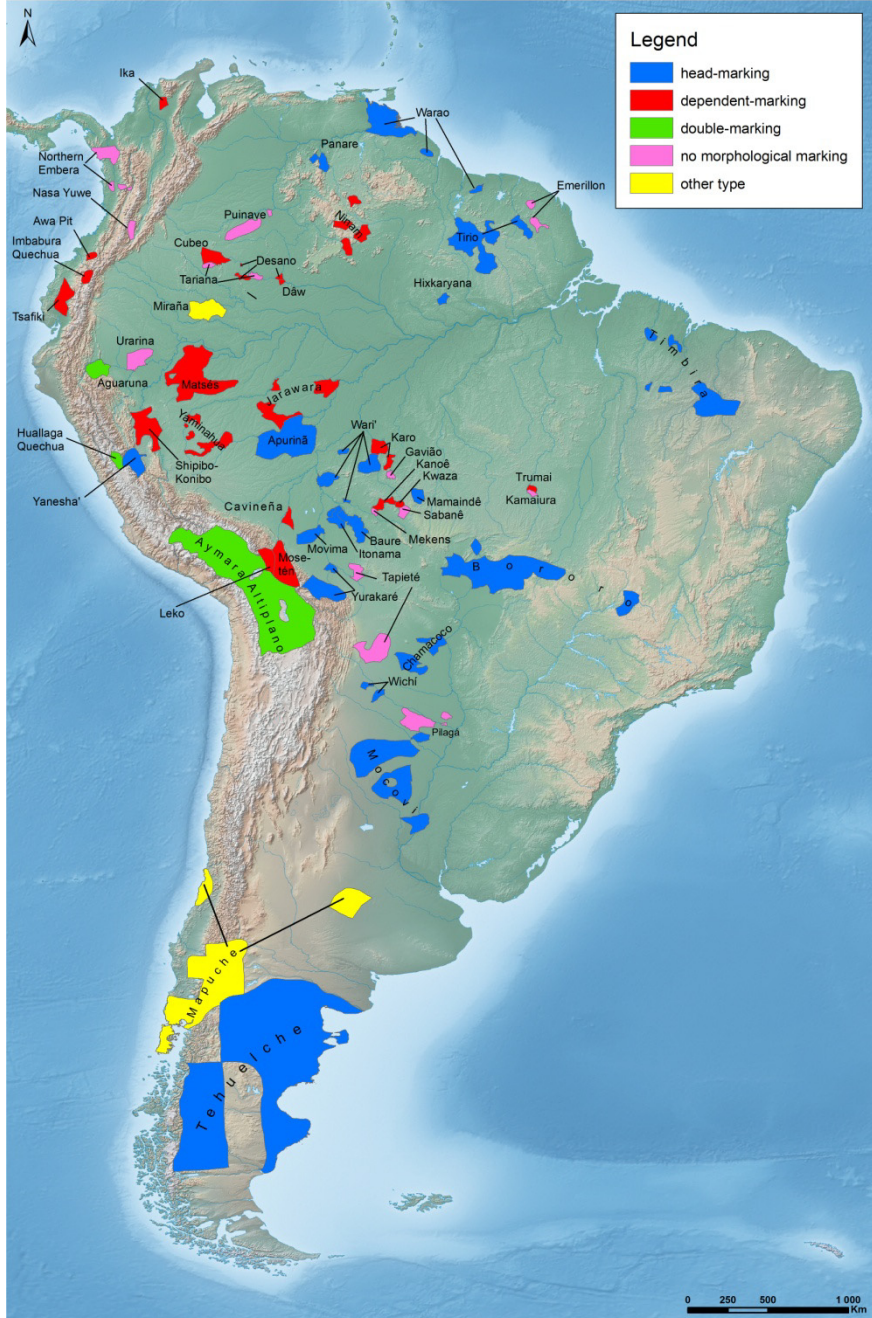 N
Legend
head-marking
dependent-marking
double-marking
no morphological marking
other type
Ika
Warao
Panare
Northern
Embera
Emerillon
Nasa Yuwe
Puinave
Ninam
Awa Pit
Tirio
Cubeo
Imbabura
Quechua
Desano
Tariana
Dâw
Hixkaryana
Tsafiki
Miraña
Timbira
Urarina
Aguaruna
Matsés
Jarawara
Yaminahua
Wari'
Karo
Huallaga
Quechua
Apurinã
Gavião
Kanoê
Shipibo-
Konibo
Kwaza
Trumai
Kamaiura
Yanesha'
Cavineña
Mamaindê
Sabanê
Mekens
Baure
Itonama
Movima
Aymara Altiplano
Mose-
tén
Bororo
Tapieté
Leko
Yurakaré
Chamacoco
Wichí
Pilagá
Mocoví
Mapuche
Tehuelche
0 250 500 1 000
Km